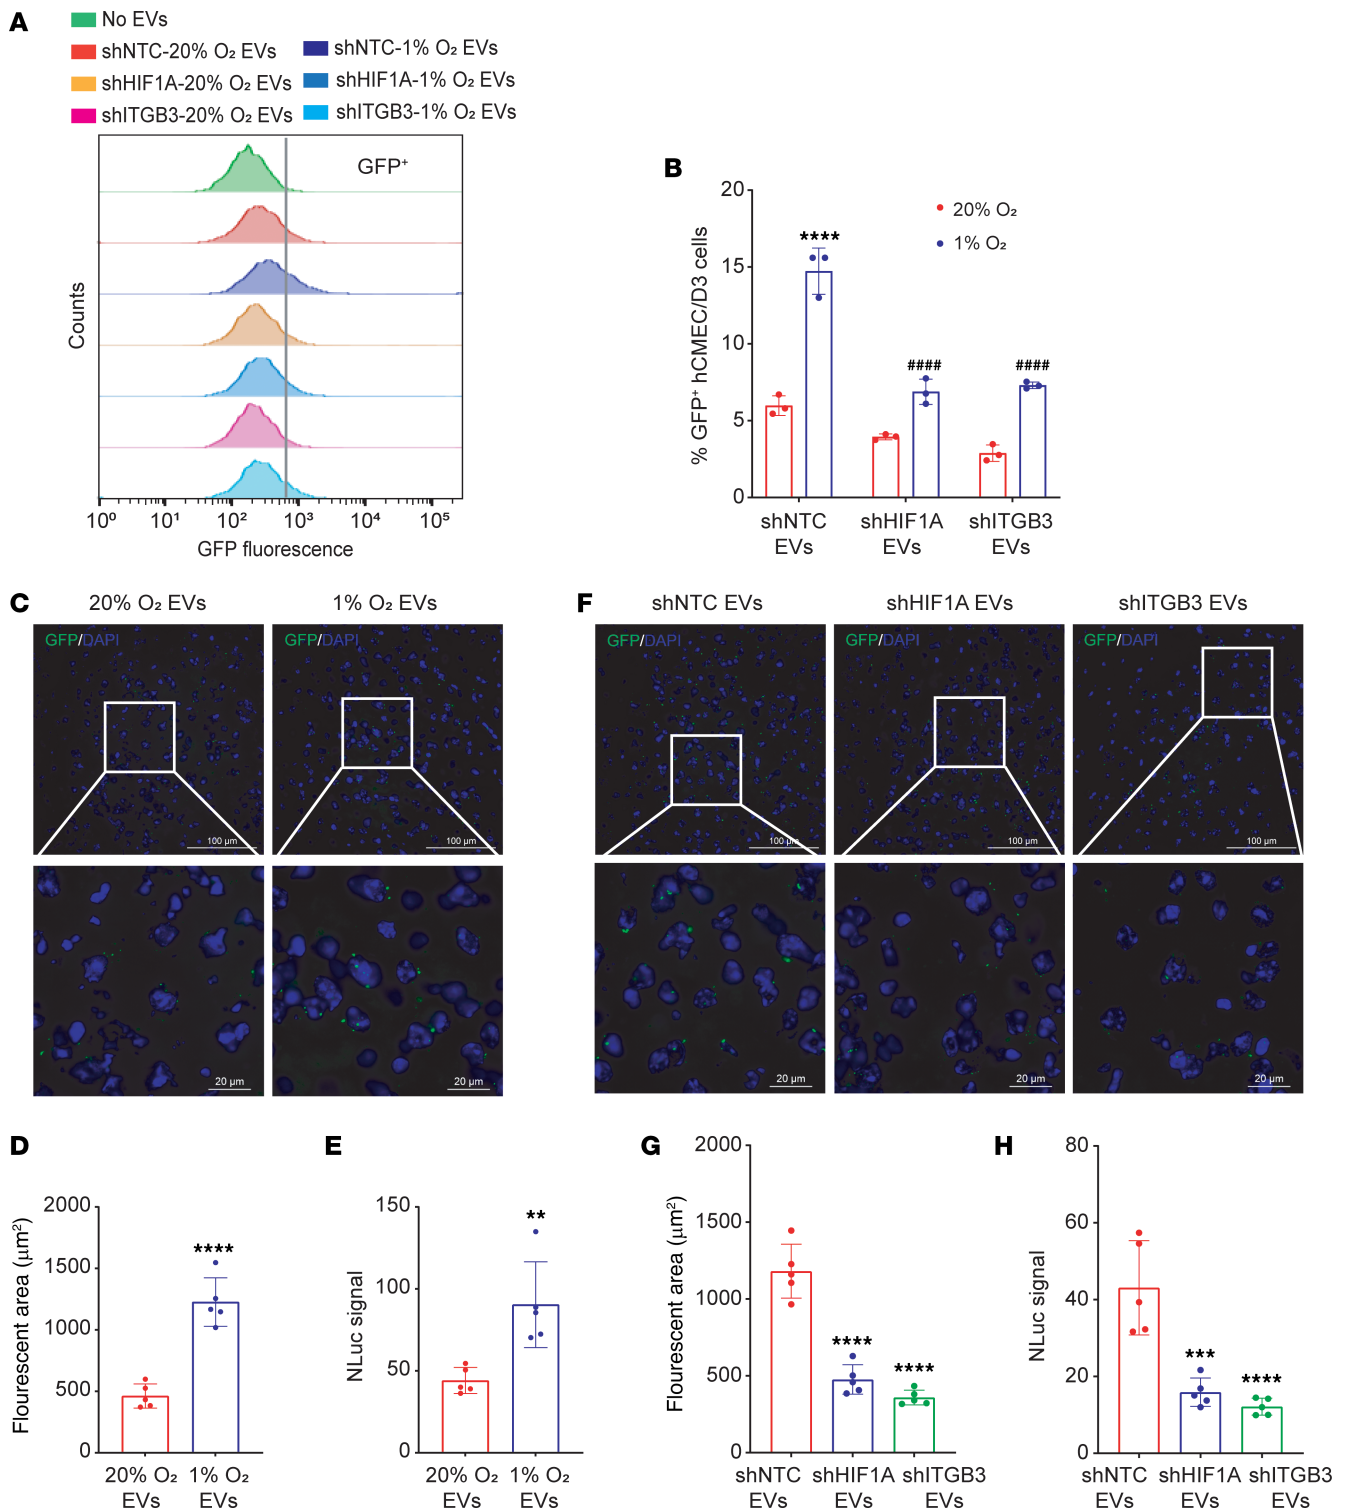 A
No EVs
shNTC-20% O₂ EVs
shNTC-1% O₂ EVs
shHIF1A-20% O₂ EVs
shHIF1A-1% O₂ EVs
shITGB3-20% O₂ EVs
shITGB3-1% O₂ EVs
GFP⁺
Counts
10⁰ 10¹ 10² 10³ 10⁴ 10⁵
GFP fluorescence
B
% GFP⁺ hCMEC/D3 cells
20
15
10
5
0
20% O₂
1% O₂
****
####
####
shNTC EVs
shHIF1A EVs
shITGB3 EVs
C
20% O₂ EVs
1% O₂ EVs
GFP/DAPI
GFP/DAPI
100 µm
100 µm
20 µm
20 µm
F
shNTC EVs
shHIF1A EVs
shITGB3 EVs
GFP/DAPI
GFP/DAPI
GFP/DAPI
100 µm
100 µm
100 µm
20 µm
20 µm
20 µm
D
Flourescent area (µm²)
2000
1500
1000
500
0
****
20% O₂ EVs
1% O₂ EVs
E
NLuc signal
150
100
50
0
**
20% O₂ EVs
1% O₂ EVs
G
Flourescent area (µm²)
2000
1500
1000
500
0
****
****
shNTC EVs
shHIF1A EVs
shITGB3 EVs
H
NLuc signal
80
60
40
20
0
***
****
shNTC EVs
shHIF1A EVs
shITGB3 EVs